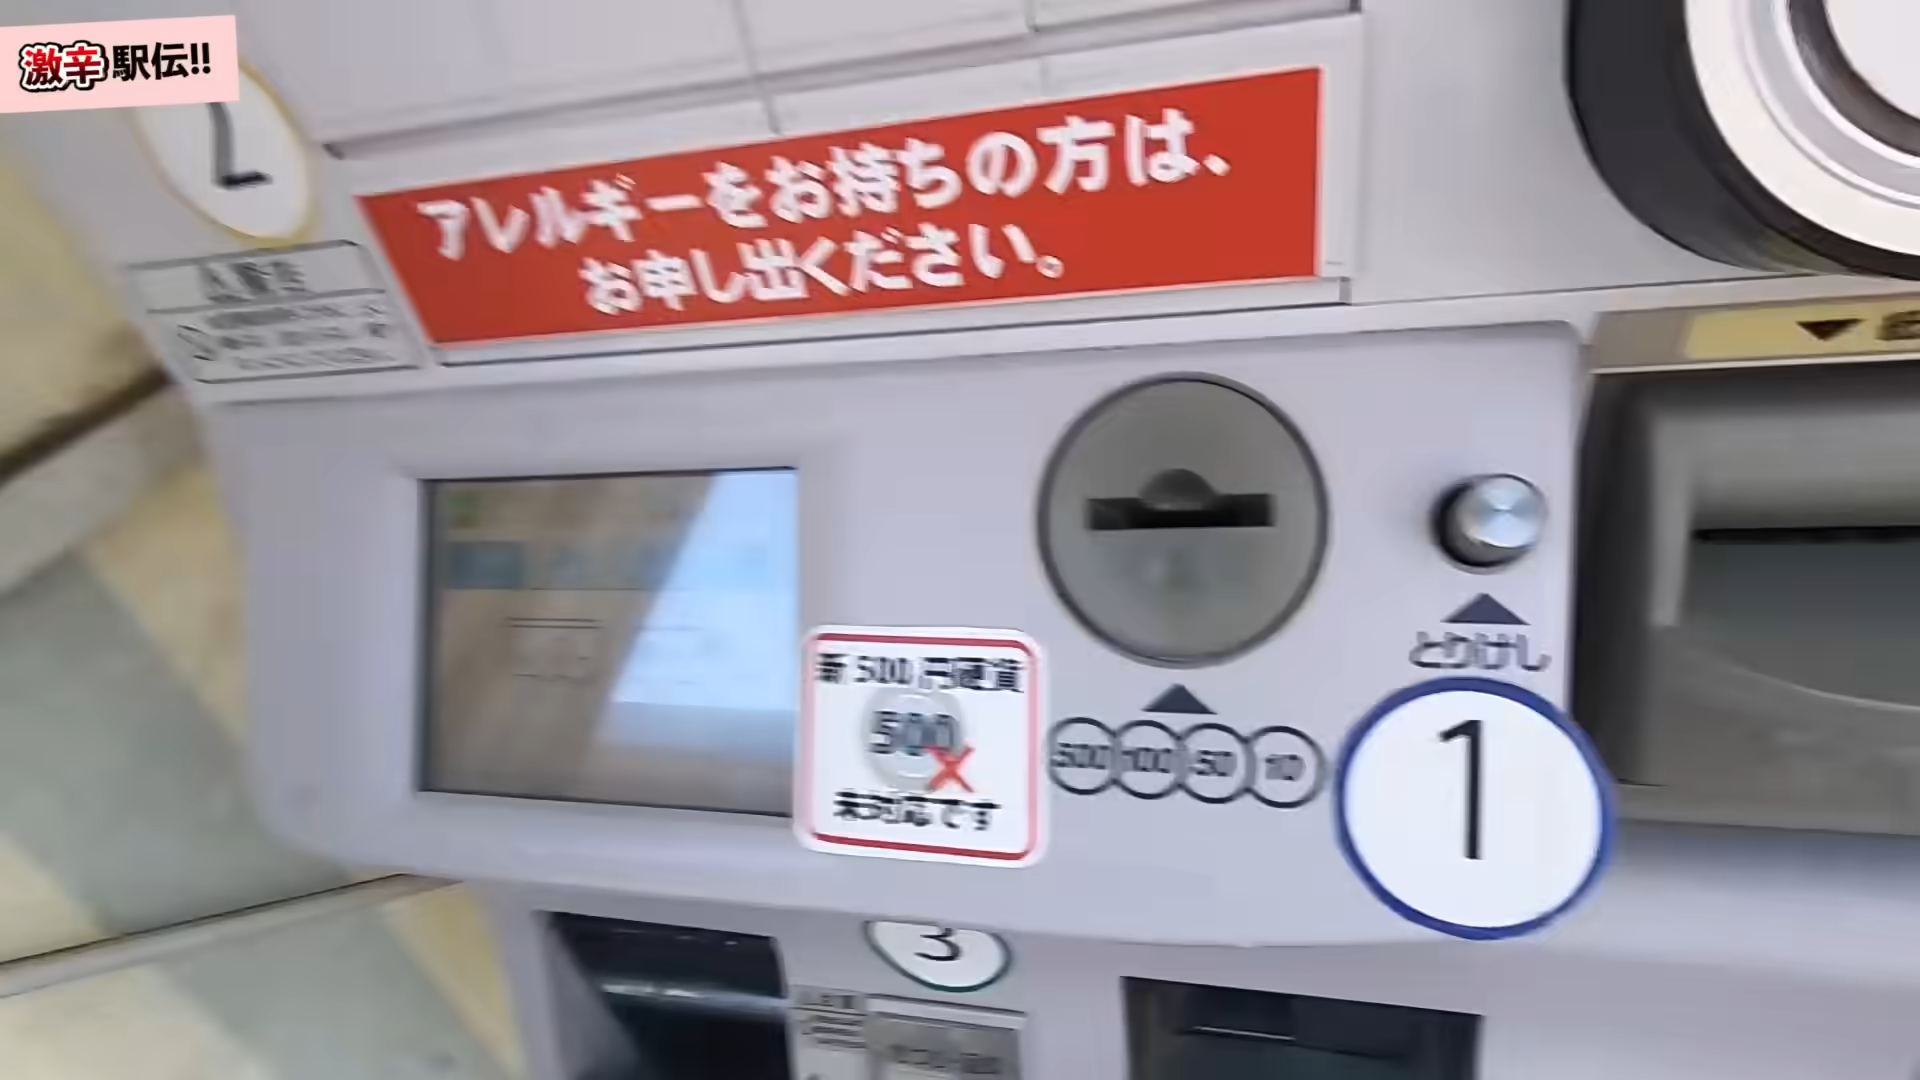 激辛駅伝!!
アレルギーをお持ちの方は、
お申し出ください。
とりけし
新500円硬貨
500
未対応です
500 100 50 10
1
3